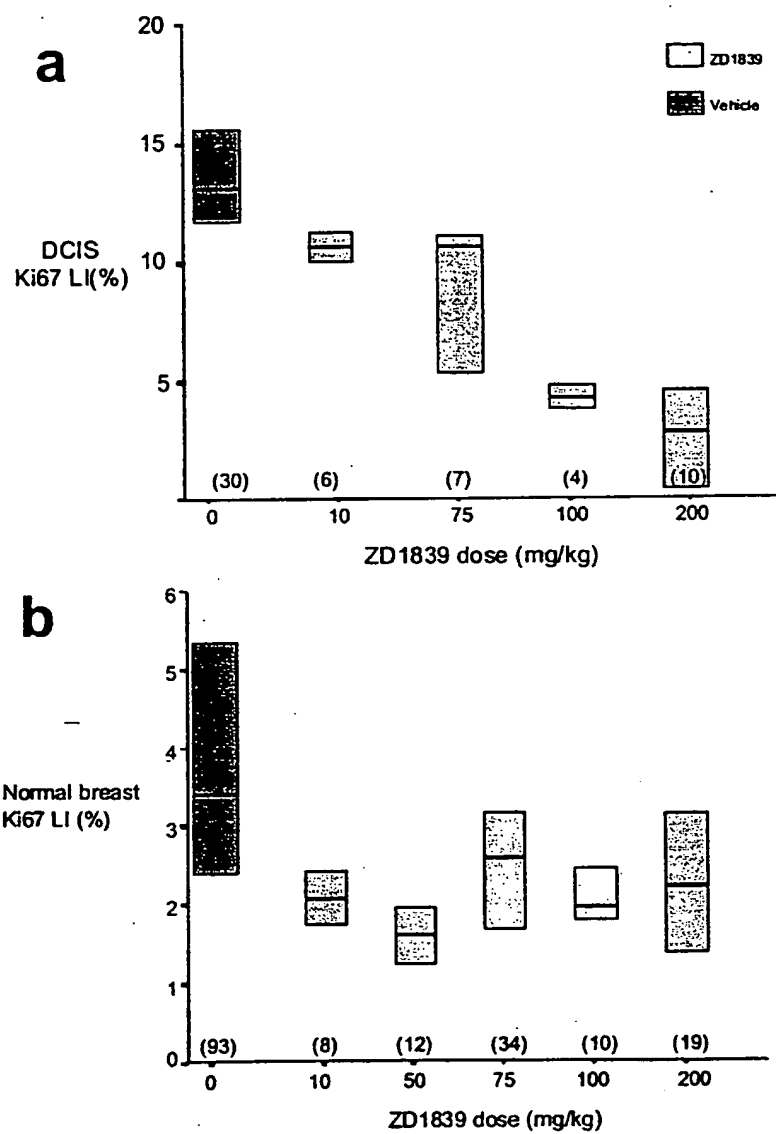 a
20
15
10
5
DCIS
Ki67 LI(%)
ZD1839
Vehicle
(30) (6) (7) (4) (10)
0 10 75 100 200
ZD1839 dose (mg/kg)
b
6
5
4
3
2
1
0
Normal breast
Ki67 LI (%)
(93) (8) (12) (34) (10) (19)
0 10 50 75 100 200
ZD1839 dose (mg/kg)